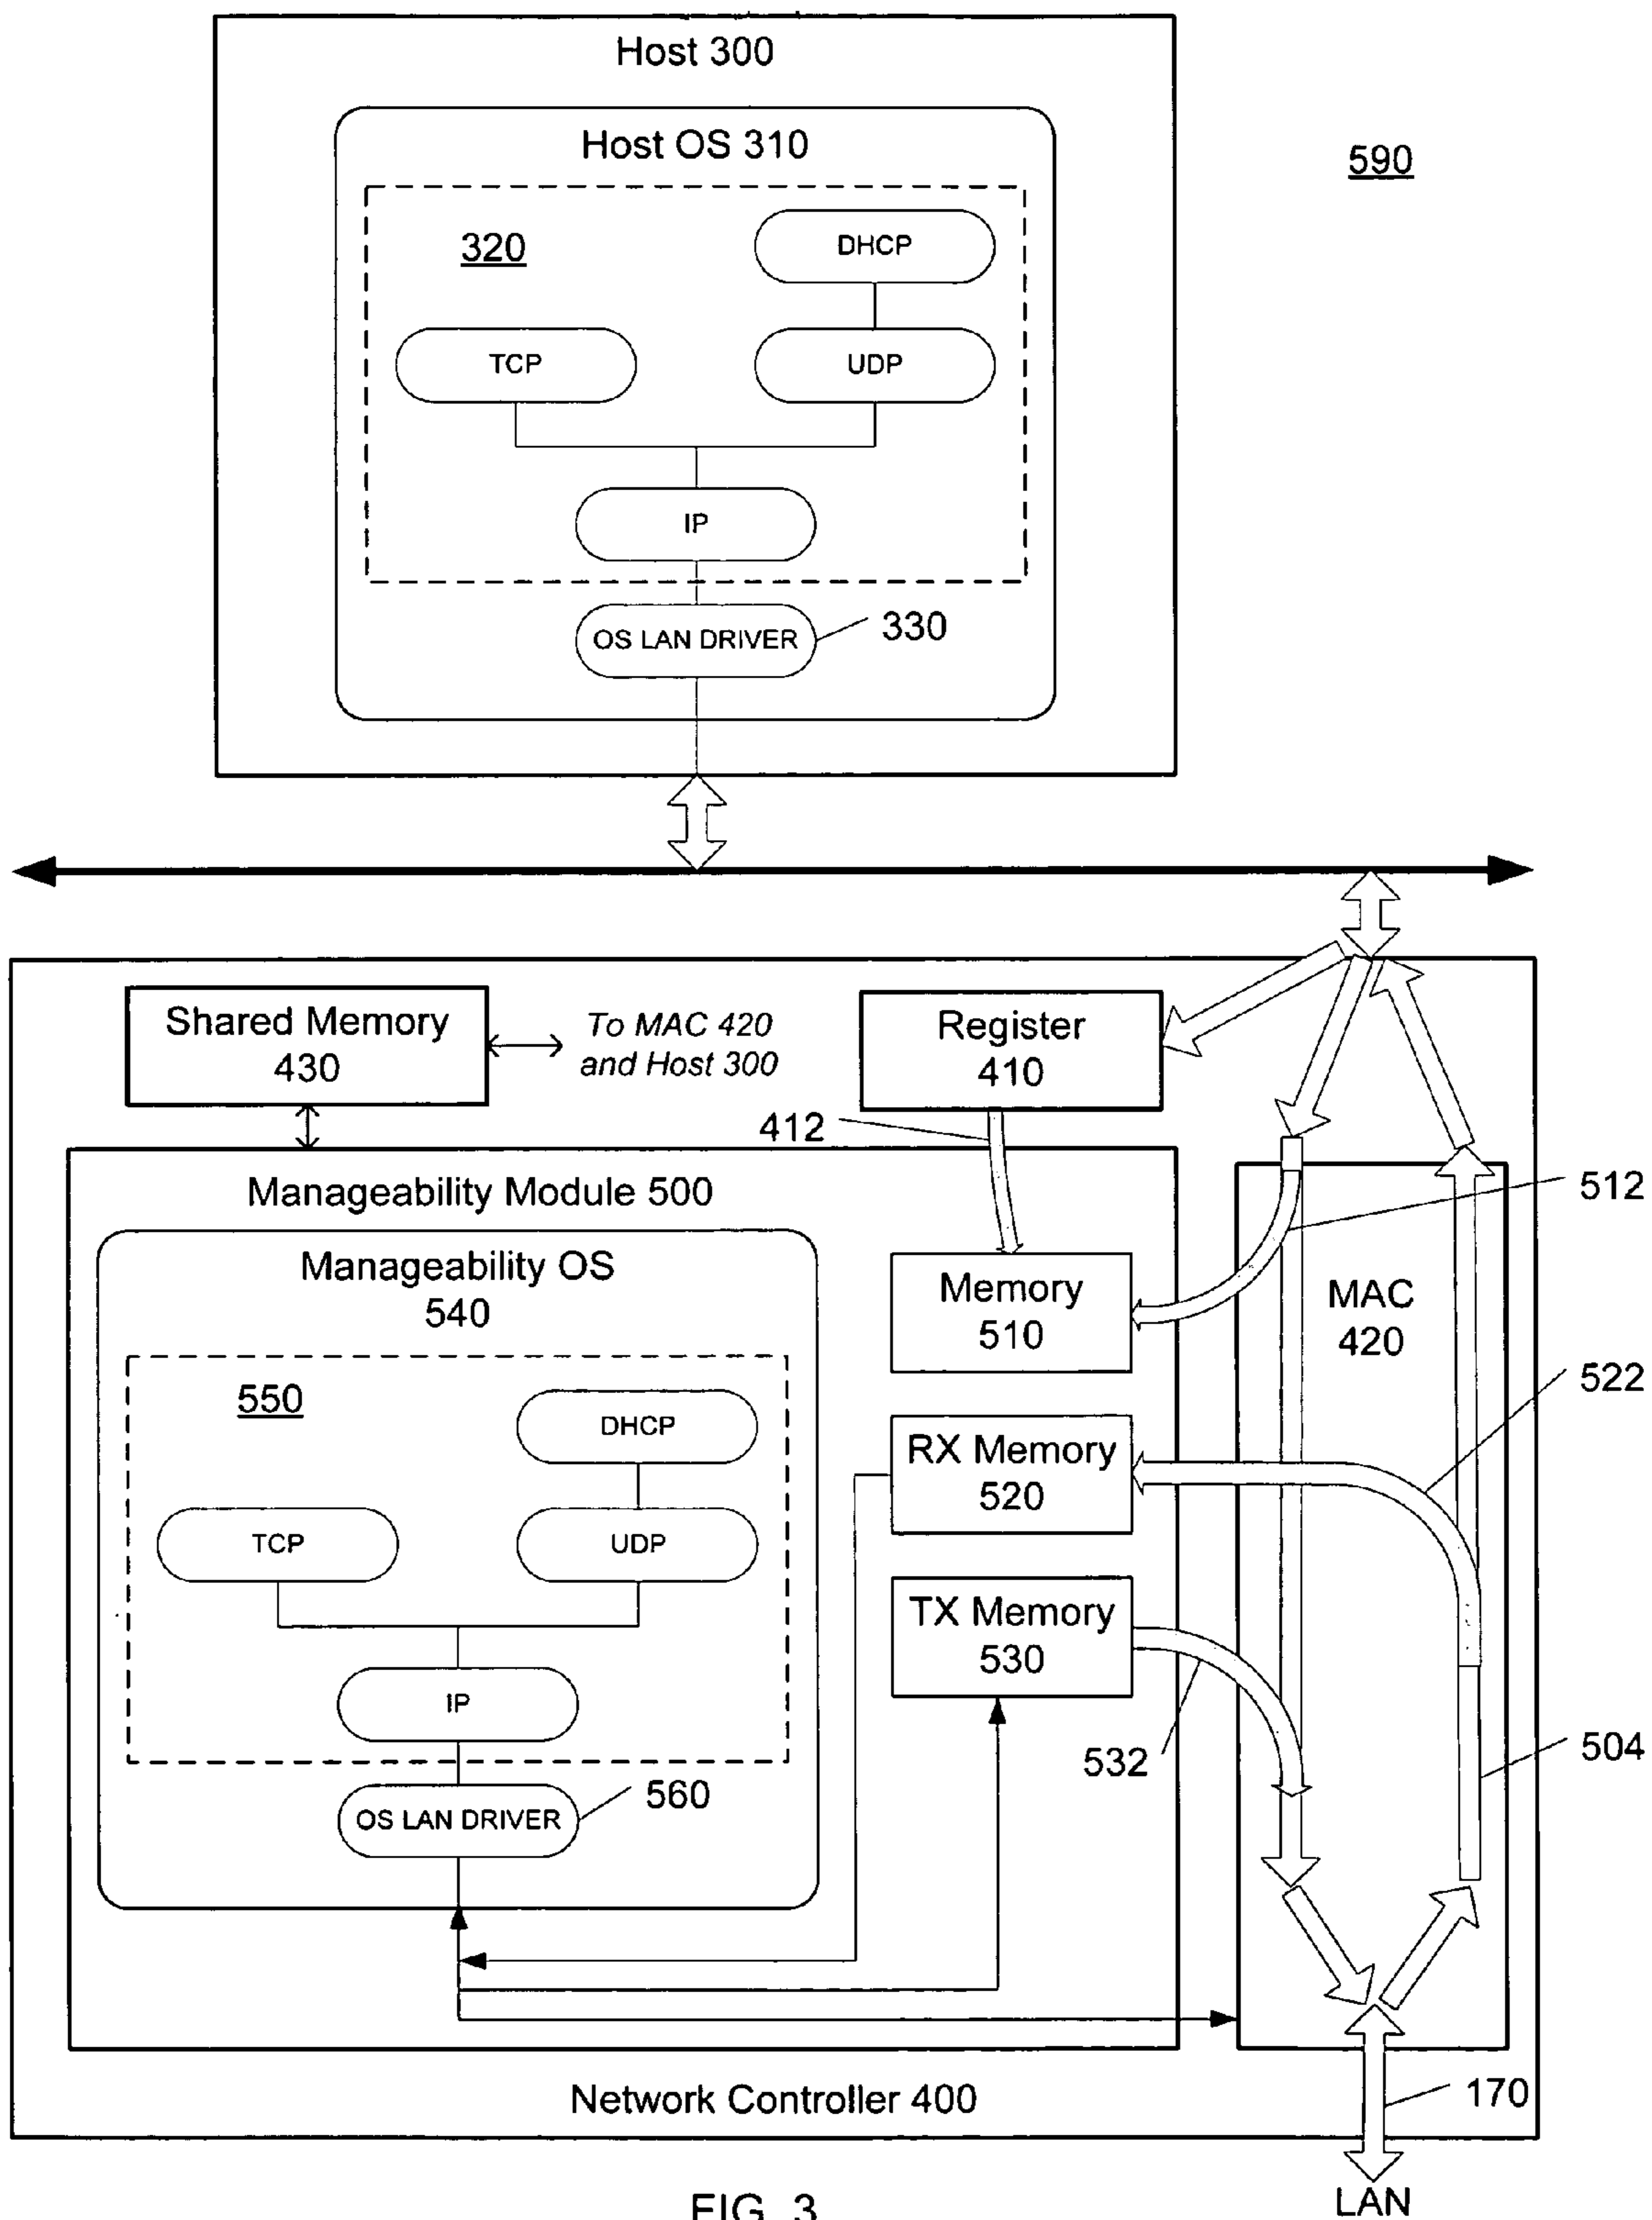 Host 300
Host OS 310
590
320
DHCP
TCP
UDP
IP
OS LAN DRIVER
330
Shared Memory
430
To MAC 420
and Host 300
Register
410
412
Manageability Module 500
512
Manageability OS
540
Memory
510
MAC
420
522
550
DHCP
RX Memory
520
TCP
UDP
TX Memory
530
IP
532
504
560
OS LAN DRIVER
Network Controller 400
170
LAN
FIG. 3